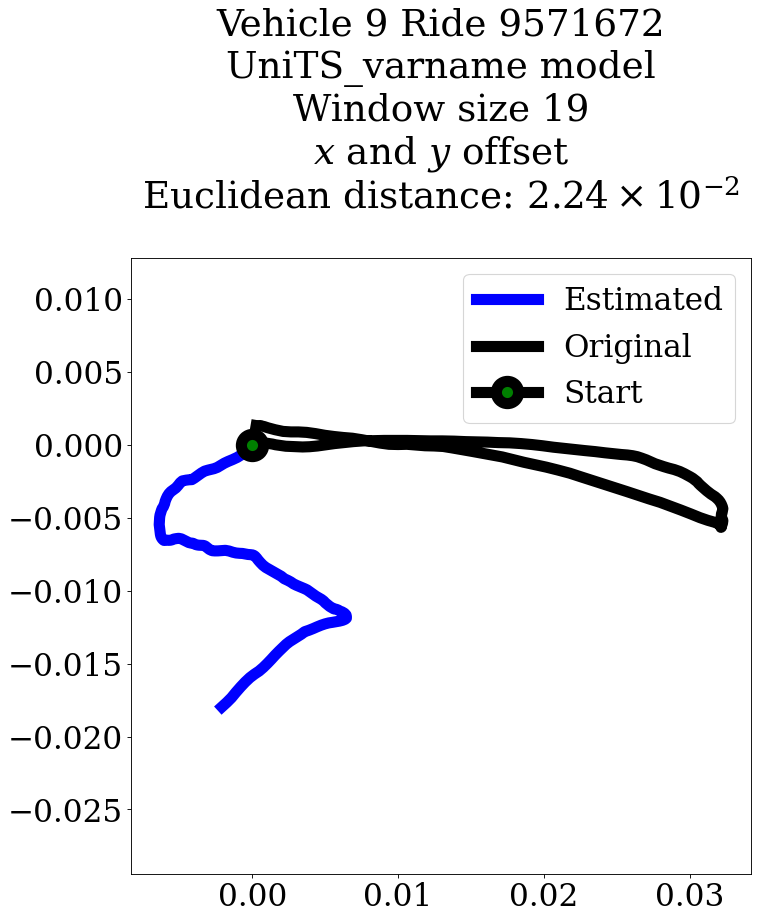 Vehicle 9 Ride 9571672
UniTS_varname model
Window size 19
x and y offset
Euclidean distance: 2.24 × 10⁻²
Estimated
Original
Start
0.010
0.005
0.000
−0.005
−0.010
−0.015
−0.020
−0.025
0.00 0.01 0.02 0.03